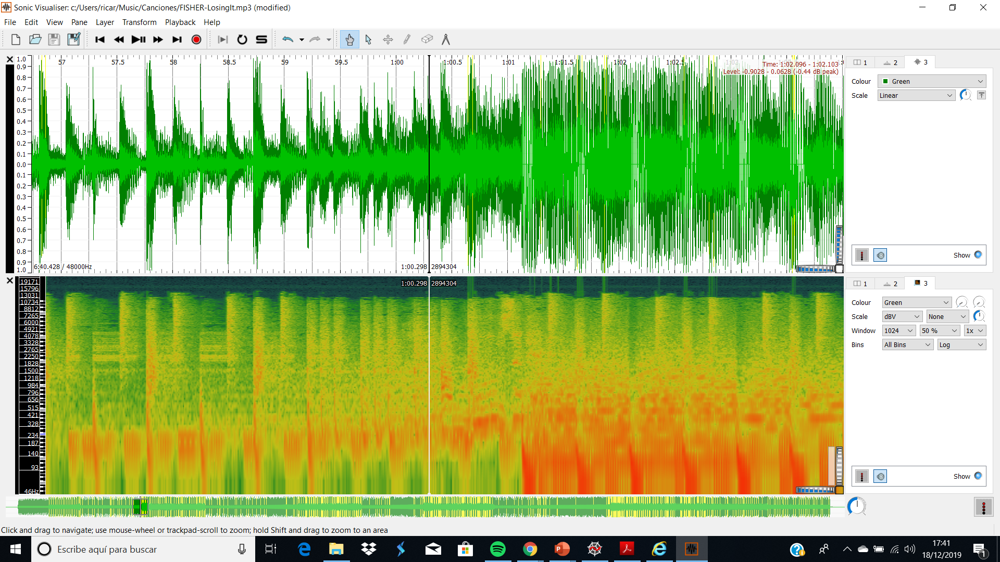 Sonic Visualiser: c:/Users/ricar/Music/Canciones/FISHER-LosingIt.mp3 (modified)
File Edit View Pane Layer Transform Playback Help
57 57.5 58 58.5 59 59.5 1:00 1:00.5 1:01 1:01.5 1:02 1:02.5
Time: 1:02.096 - 1:02.103
Level: -0.9028 - 0.0628 (-0.44 dB peak)
1.0
0.9
0.8
0.7
0.6
0.5
0.4
0.3
0.2
0.1
0.0
0.1
0.2
0.3
0.4
0.5
0.6
0.7
0.8
0.9
1.0
6:40.428 / 48000Hz
1:00.298 2894304
1 2 3
Colour Green
Scale Linear
Show
1:00.298 2894304
19171
15796
13031
10734
8812
7265
6000
4921
4078
3328
2765
2250
1828
1500
1218
984
796
656
515
421
328
234
187
140
93
46Hz
1 2 3
Colour Green
Scale dBV None
Window 1024 50 % 1x
Bins All Bins Log
Show
Click and drag to navigate; use mouse-wheel or trackpad-scroll to zoom; hold Shift and drag to zoom to an area
Escribe aquí para buscar
17:41
18/12/2019
1